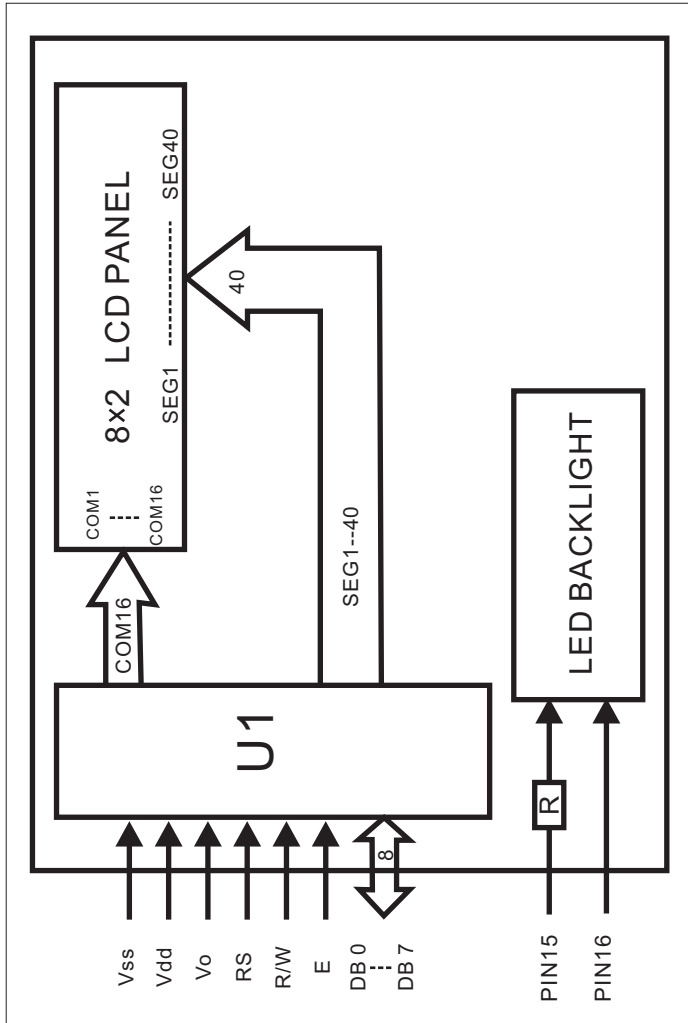 8×2 LCD PANEL
COM1
COM16
SEG1
SEG40
COM16
40
SEG1--40
U1
Vss
Vdd
Vo
RS
R/W
E
DB 0
DB 7
8
LED BACKLIGHT
R
PIN15
PIN16